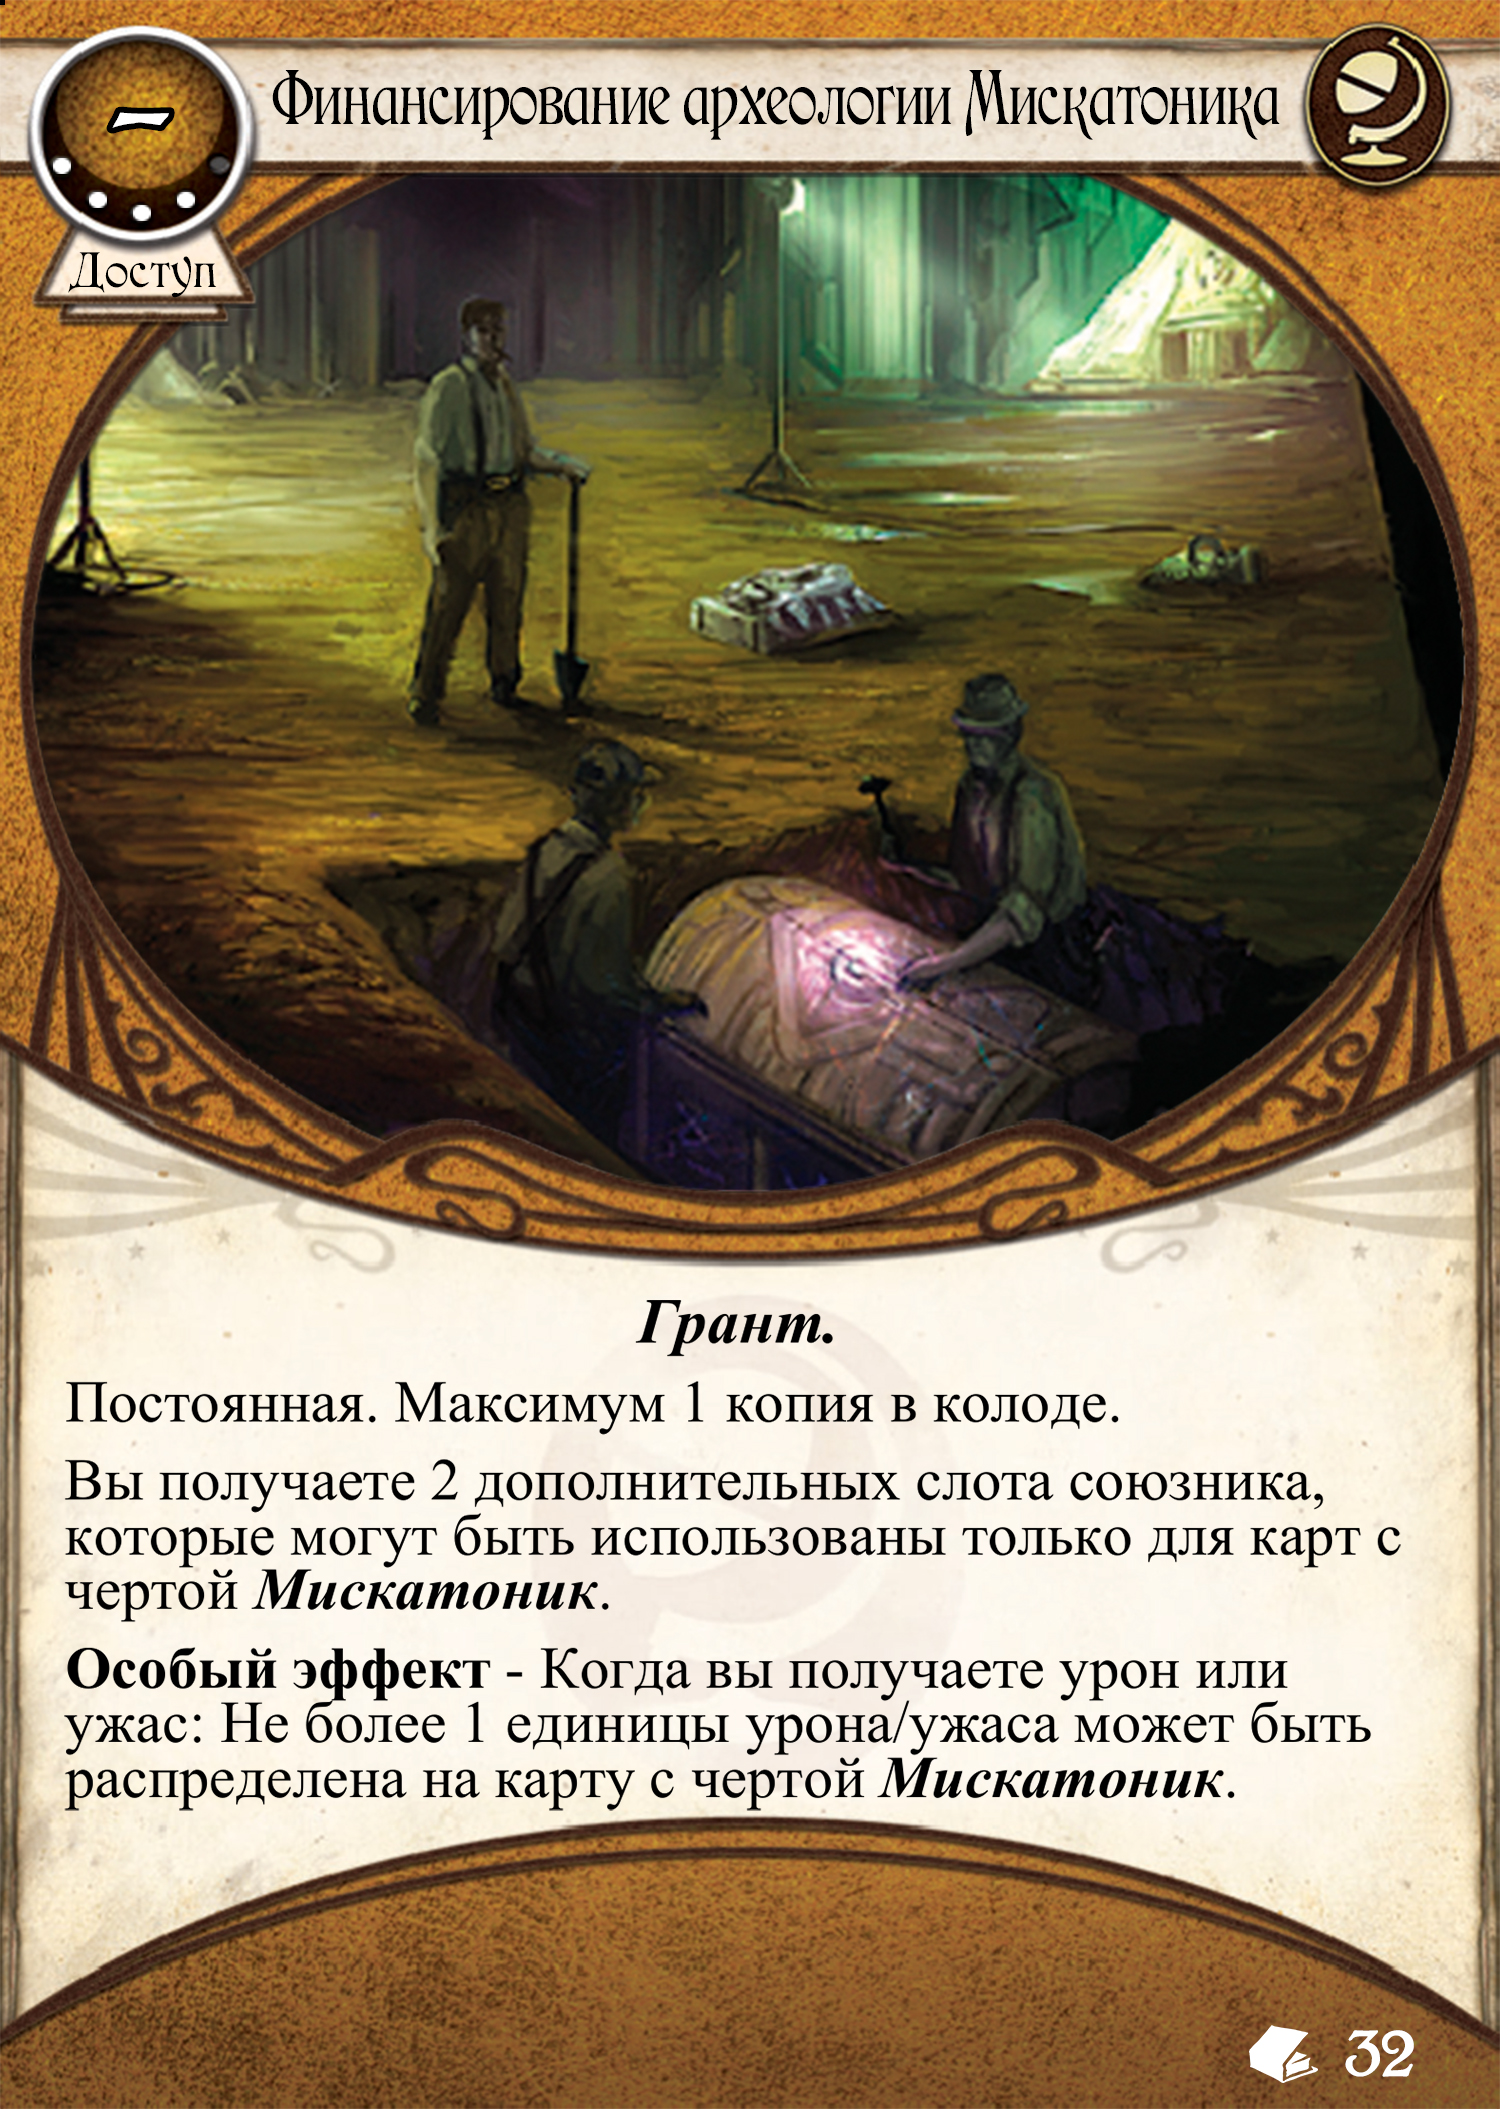 -
Финансирование археологии Мискатоника
Доступ
Грант.
Постоянная. Максимум 1 копия в колоде.
Вы получаете 2 дополнительных слота союзника,
которые могут быть использованы только для карт с
чертой Мискатоник.
Особый эффект - Когда вы получаете урон или
ужас: Не более 1 единицы урона/ужаса может быть
распределена на карту с чертой Мискатоник.
32